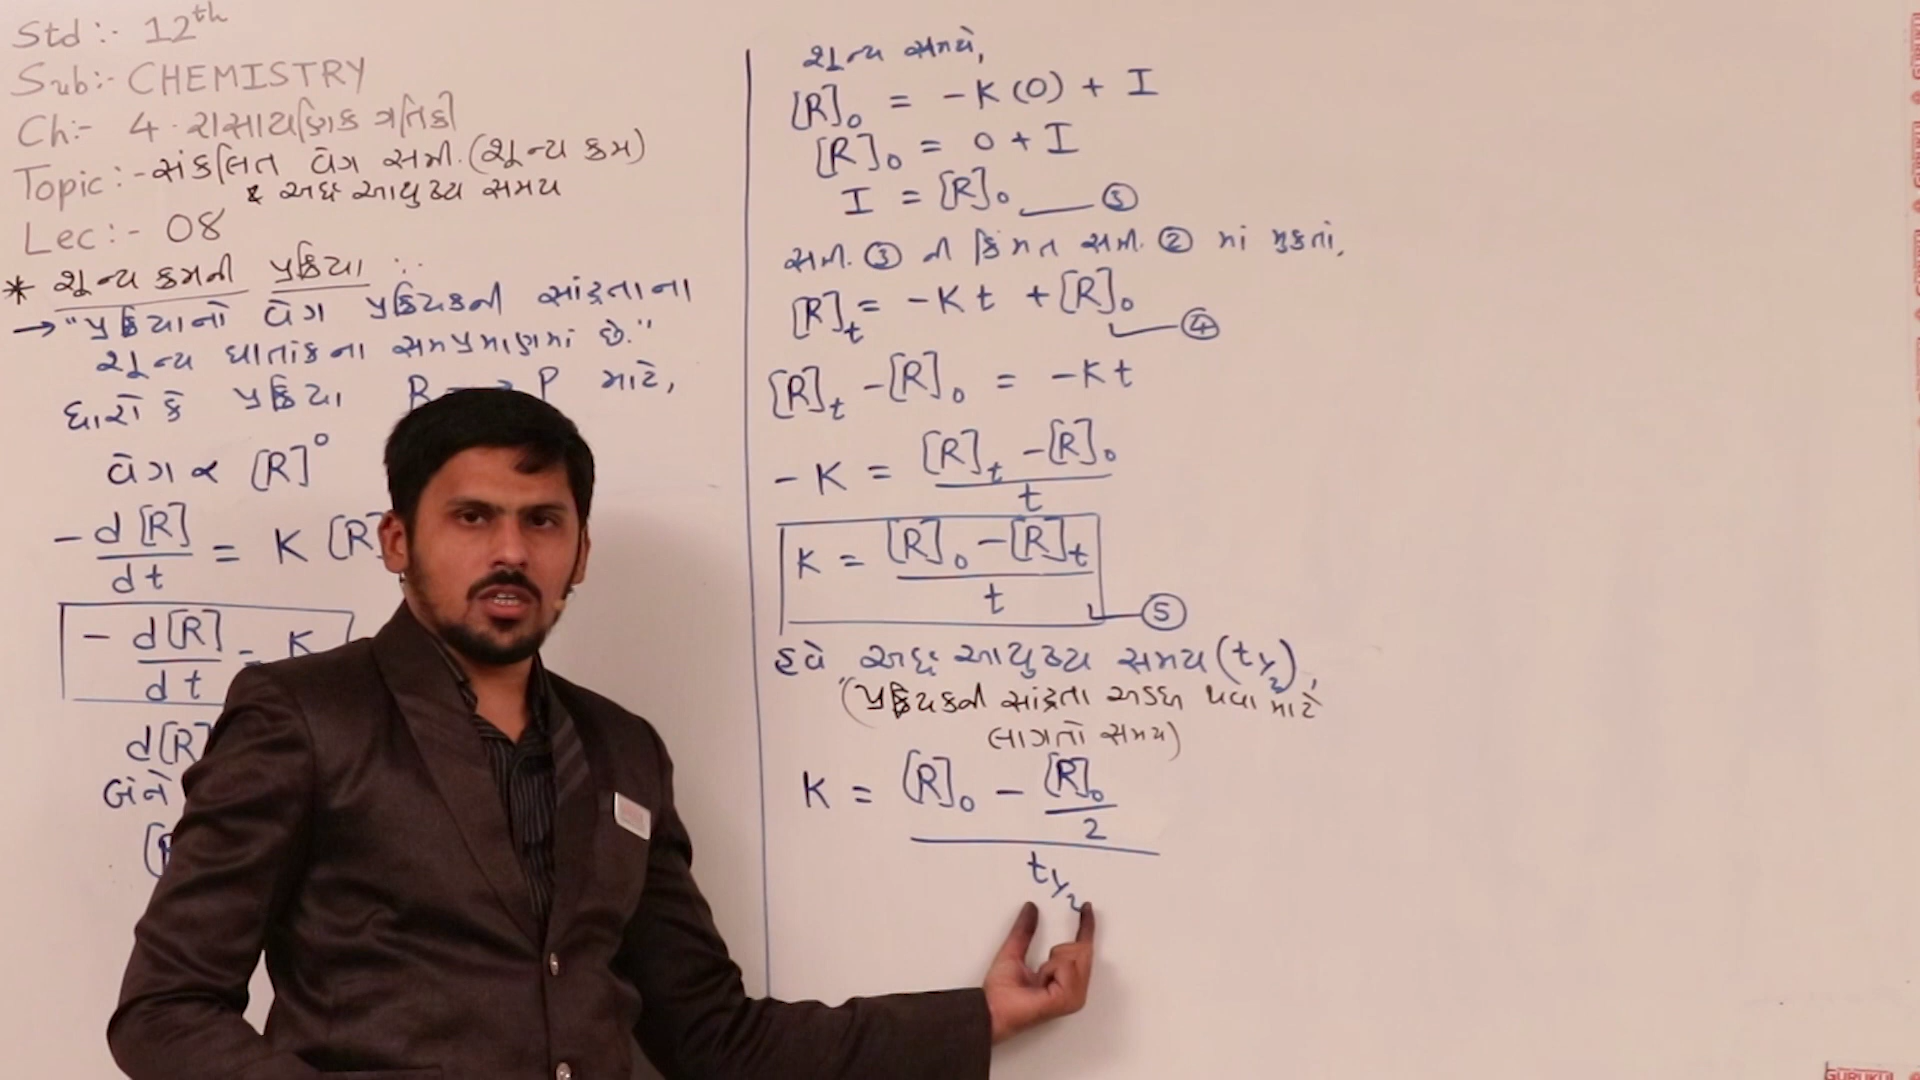 Std :- 12th
Sub:- CHEMISTRY
Ch:- 4. રાસાયણિક ગતિકી
Topic :- સંકલિત વેગ સમી. (શૂન્ય ક્રમ)
& અર્ધ આયુષ્ય સમય
Lec :- 08
* શૂન્ય ક્રમની પ્રક્રિયા :-
→ "પ્રક્રિયાનો વેગ પ્રક્રિયકની સાંદ્રતાના
શૂન્ય ઘાતાંકના સમપ્રમાણમાં છે."
ધારો કે પ્રક્રિયા R → P માટે,
વેગ ∝ [R]⁰
- d[R]/dt = K [R]
- d[R]/dt = K
d[R]
બંને
શૂન્ય સમયે,
[R]₀ = -K(0) + I
[R]₀ = 0 + I
I = [R]₀ ③
સમી. ③ ની કિંમત સમી. ② માં મુકતાં,
[R]t = -Kt + [R]₀ ④
[R]t - [R]₀ = -Kt
-K = [R]t - [R]₀ / t
K = [R]₀ - [R]t / t ⑤
હવે અર્ધ આયુષ્ય સમય (t½),
"(પ્રક્રિયકની સાંદ્રતા અડધી થવા માટે
લાગતો સમય)
K = [R]₀ - [R]₀/2 / t½
GURUKUL